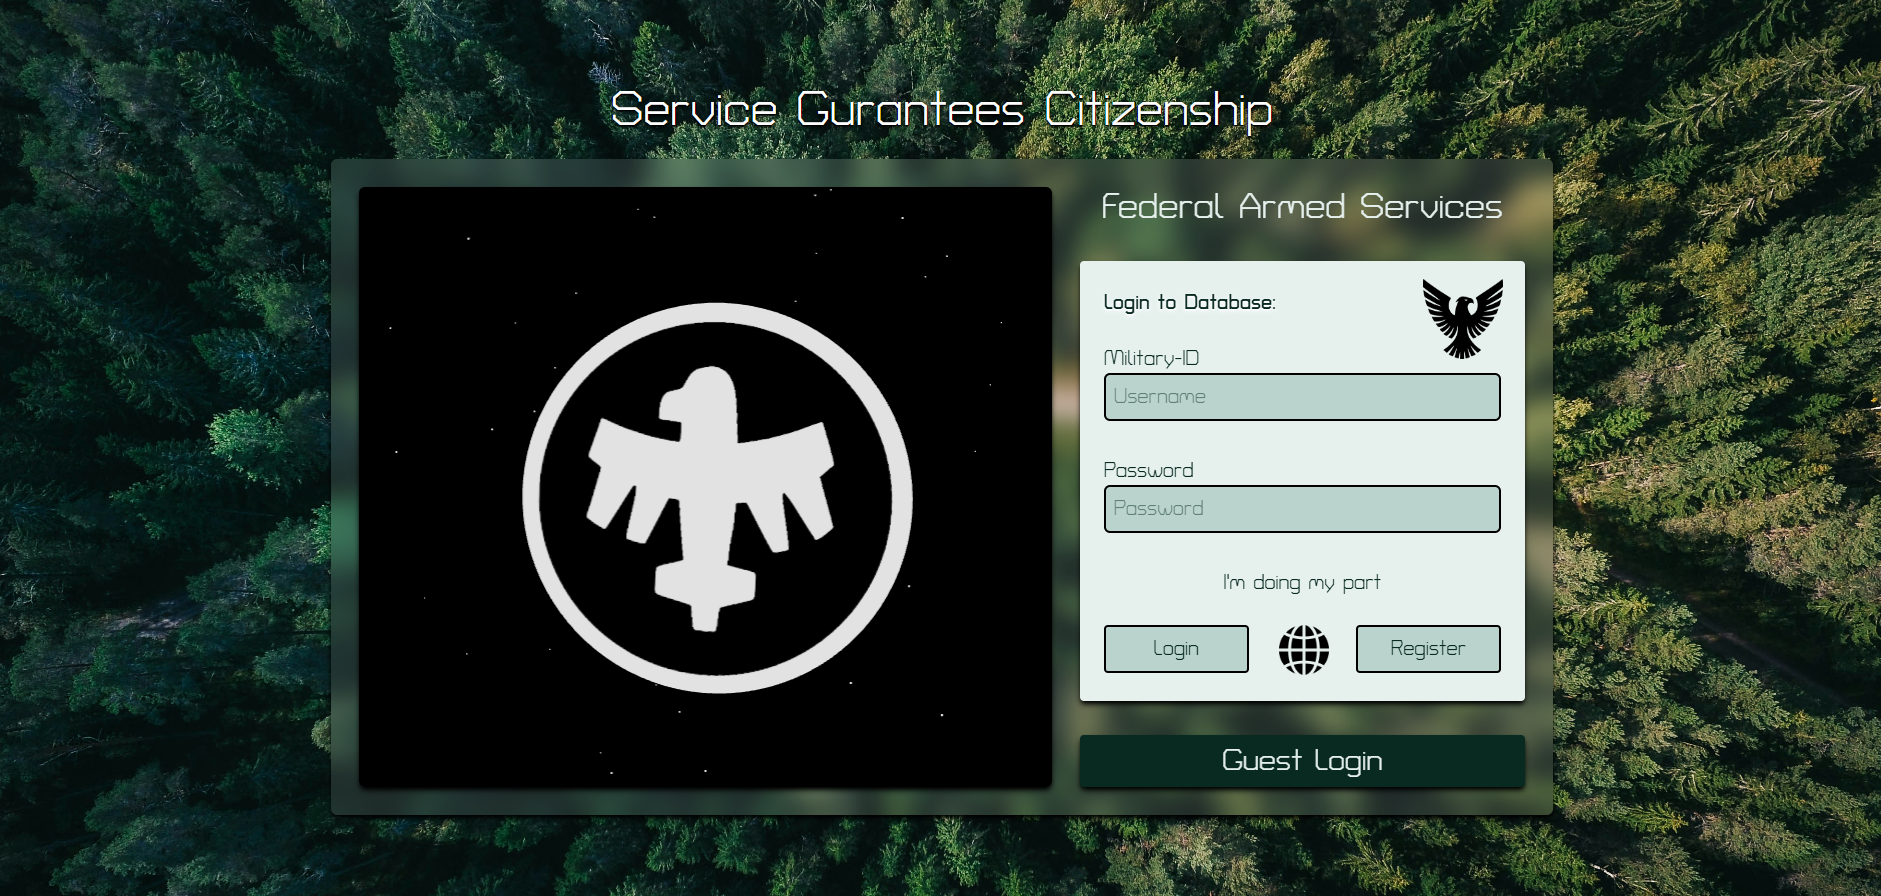 Service Gurantees Citizenship
Federal Armed Services
Login to Database:
Military-ID
Username
Password
Password
I'm doing my part
Login
Register
Guest Login